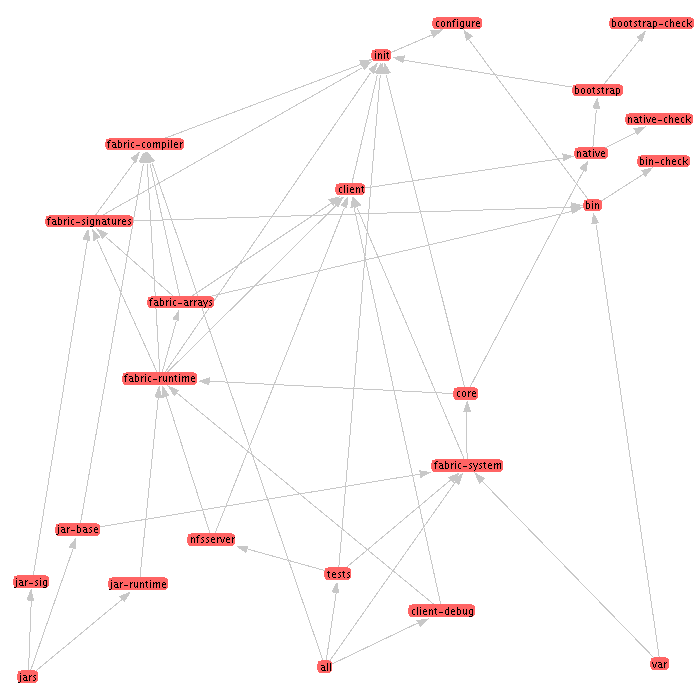 configure
bootstrap-check
init
bootstrap
native-check
fabric-compiler
native
bin-check
client
bin
fabric-signatures
fabric-arrays
fabric-runtime
core
fabric-system
jar-base
nfsserver
tests
jar-sig
jar-runtime
client-debug
var
all
jars